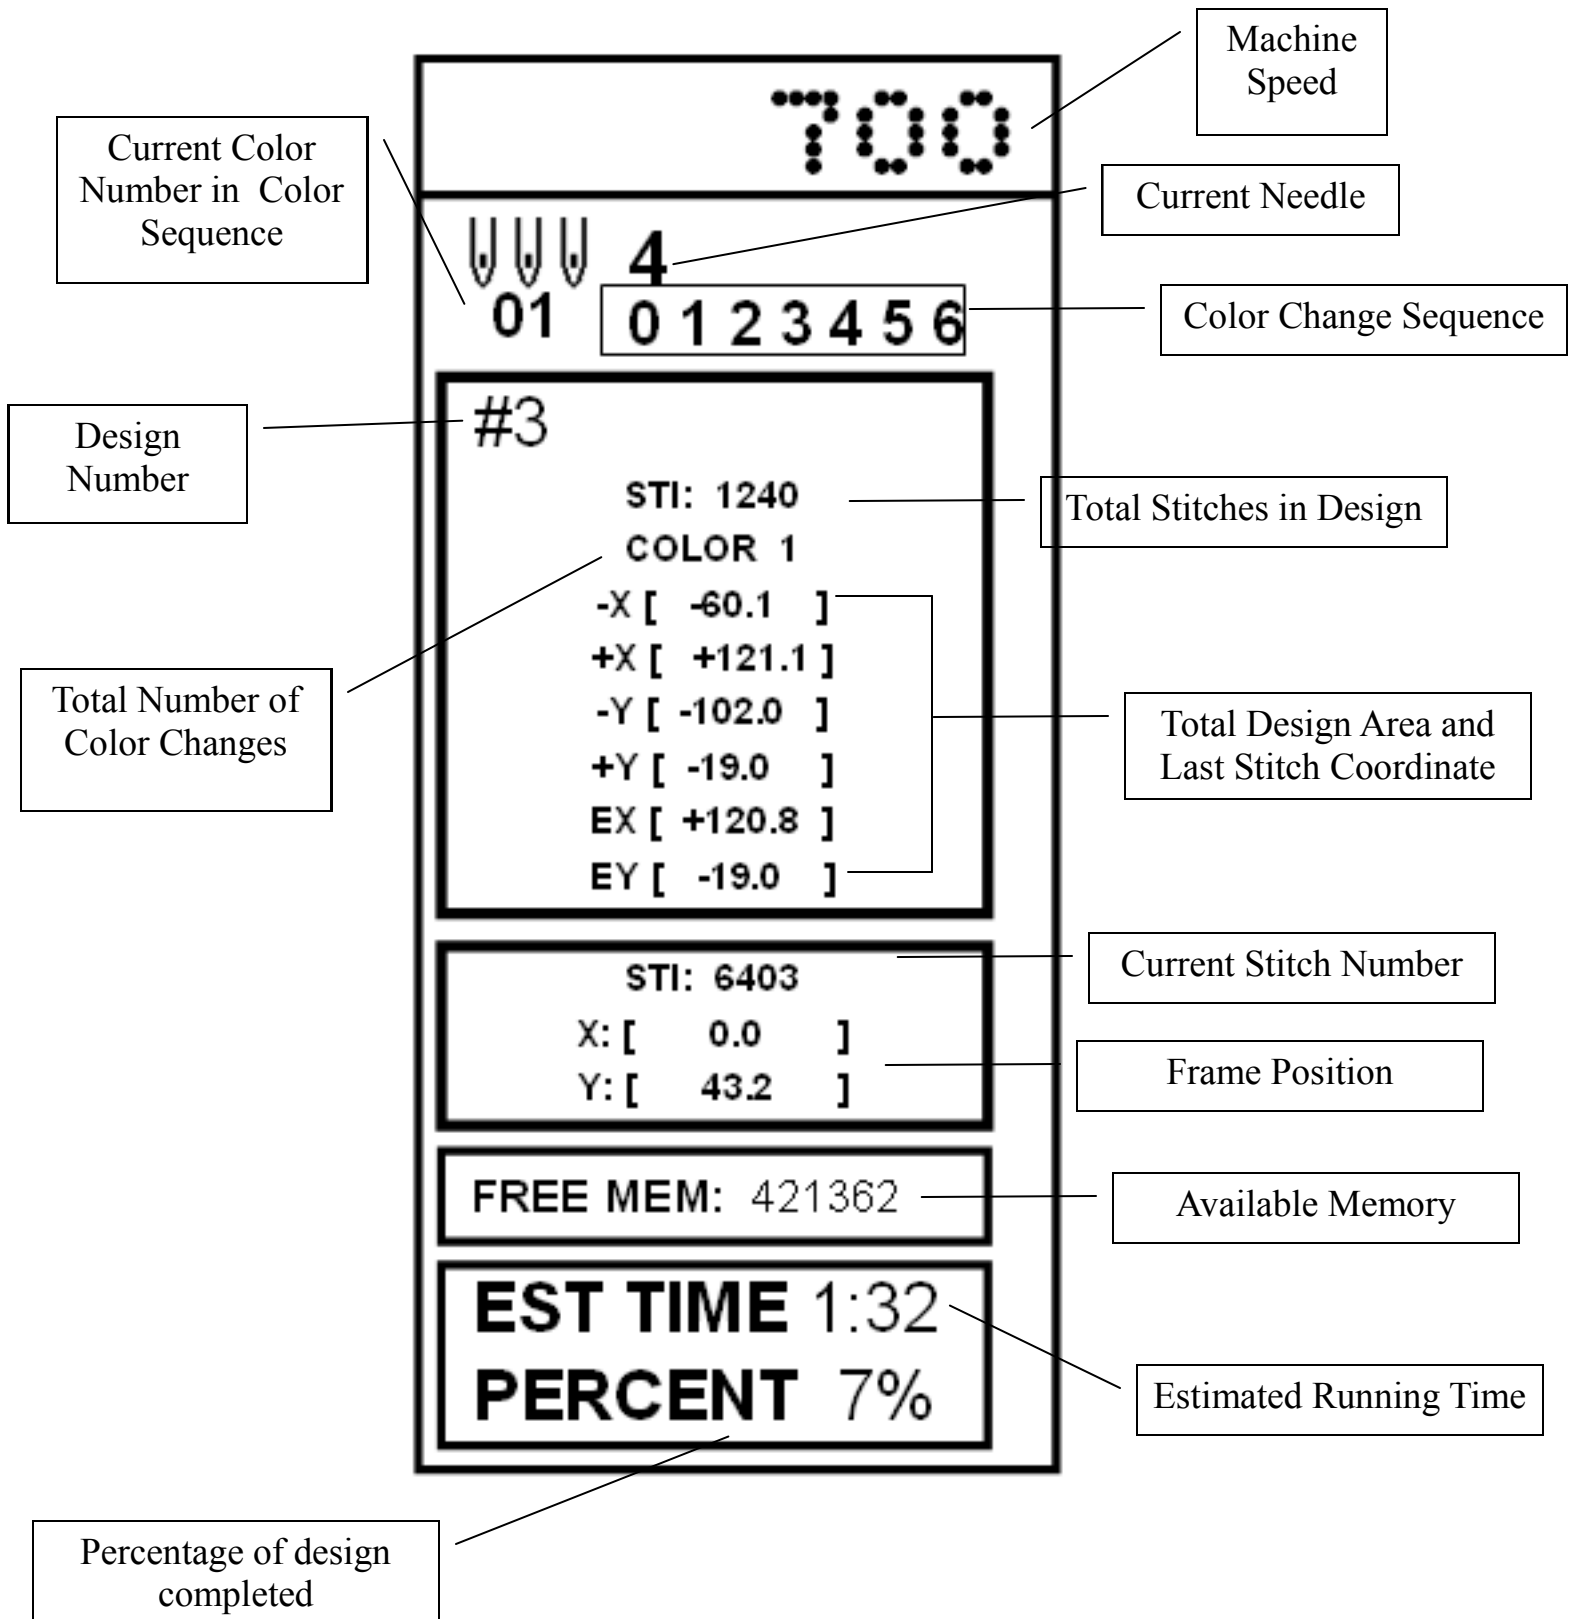 Machine
Speed
700
Current Color
Number in Color
Sequence
Current Needle
4
01
0 1 2 3 4 5 6
Color Change Sequence
#3
Design
Number
STI: 1240
Total Stitches in Design
COLOR 1
-X [ -60.1 ]
+X [ +121.1 ]
-Y [ -102.0 ]
+Y [ -19.0 ]
EX [ +120.8 ]
EY [ -19.0 ]
Total Number of
Color Changes
Total Design Area and
Last Stitch Coordinate
STI: 6403
Current Stitch Number
X: [ 0.0 ]
Y: [ 43.2 ]
Frame Position
FREE MEM: 421362
Available Memory
EST TIME 1:32
PERCENT 7%
Estimated Running Time
Percentage of design
completed